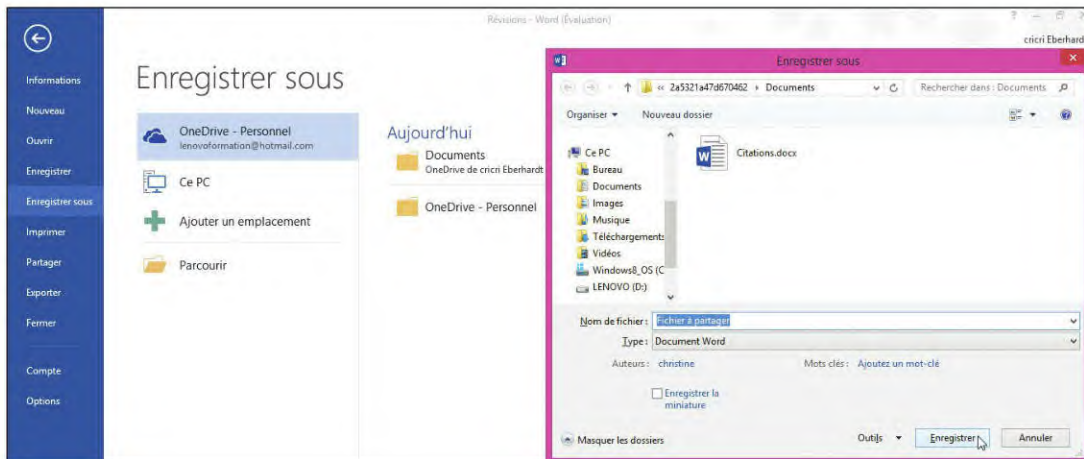 Révisions - Word (Évaluation)
cricri Eberhard
Informations
Nouveau
Ouvrir
Enregistrer
Enregistrer sous
Imprimer
Partager
Exporter
Fermer
Compte
Options
Enregistrer sous
OneDrive - Personnel
lenovoformation@hotmail.com
Ce PC
Ajouter un emplacement
Parcourir
Aujourd'hui
Documents
OneDrive de cricri Eberhardt
OneDrive - Personnel
Enregistrer sous
« 2a5321a47d670462 › Documents
Rechercher dans : Documents
Organiser
Nouveau dossier
Ce PC
Bureau
Documents
Images
Musique
Téléchargements
Vidéos
Windows8_OS (C
LENOVO (D:)
Citations.docx
Nom de fichier : Fichier à partager
Type : Document Word
Auteurs : christine
Mots clés : Ajoutez un mot-clé
Enregistrer la
miniature
Masquer les dossiers
Outils
Enregistrer
Annuler